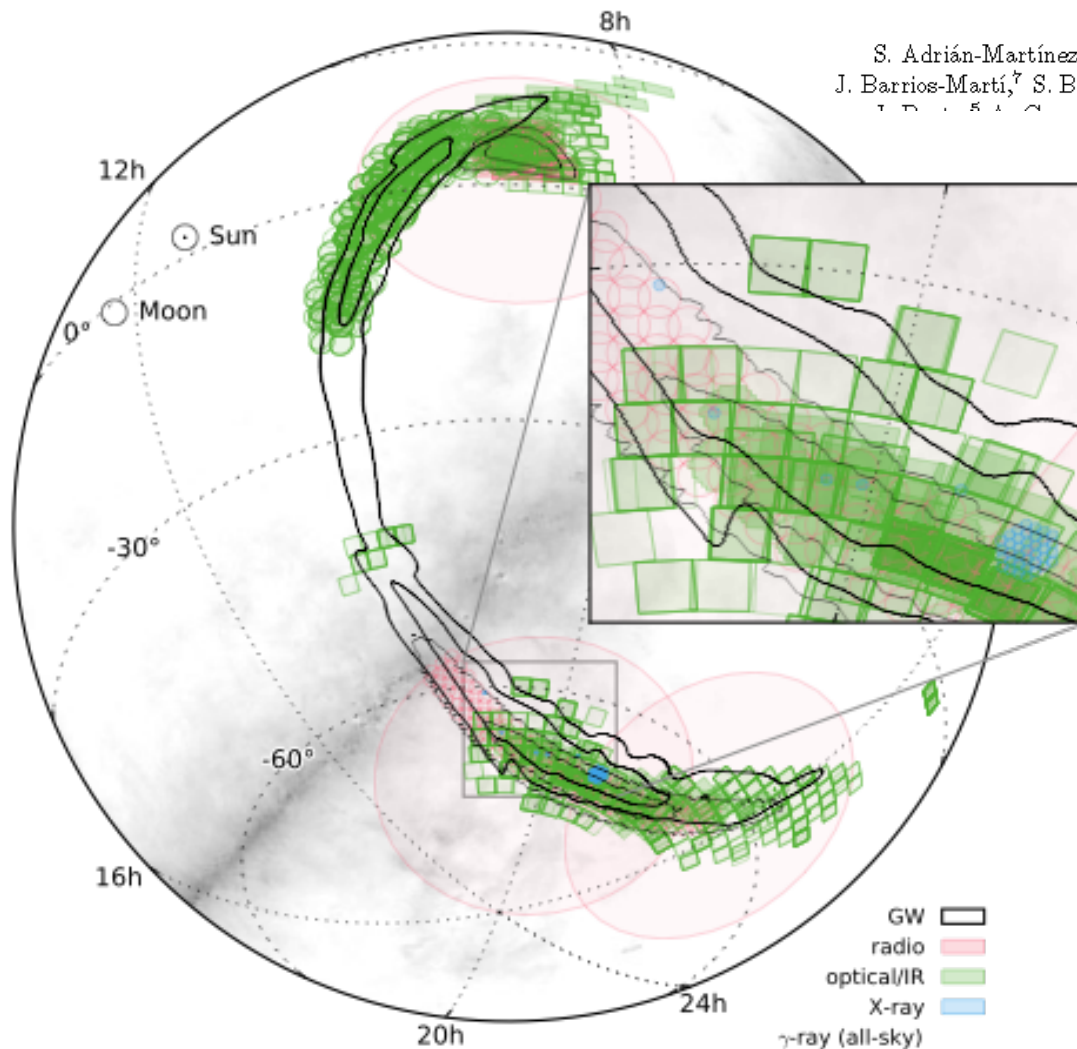 8h
S. Adrián-Martínez
J. Barrios-Martí,⁷ S. B
12h
Sun
Moon
0°
-30°
-60°
16h
GW
radio
optical/IR
X-ray
γ-ray (all-sky)
24h
20h